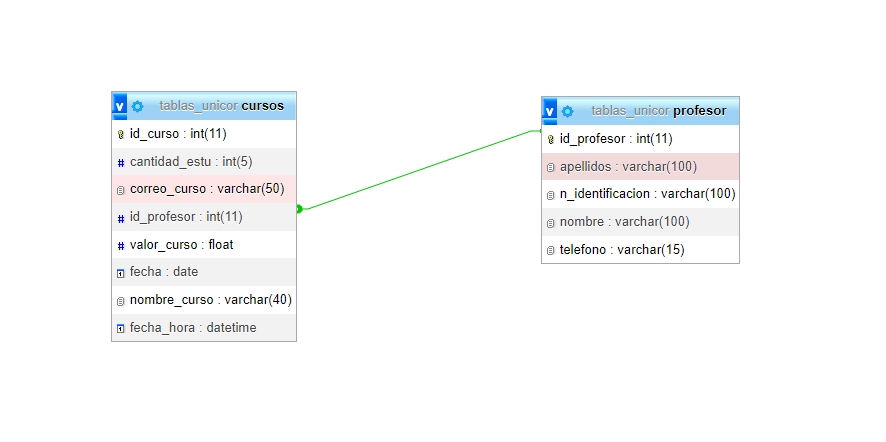 v tablas_unicor cursos
id_curso : int(11)
cantidad_estu : int(5)
correo_curso : varchar(50)
id_profesor : int(11)
valor_curso : float
fecha : date
nombre_curso : varchar(40)
fecha_hora : datetime
v tablas_unicor profesor
id_profesor : int(11)
apellidos : varchar(100)
n_identificacion : varchar(100)
nombre : varchar(100)
telefono : varchar(15)